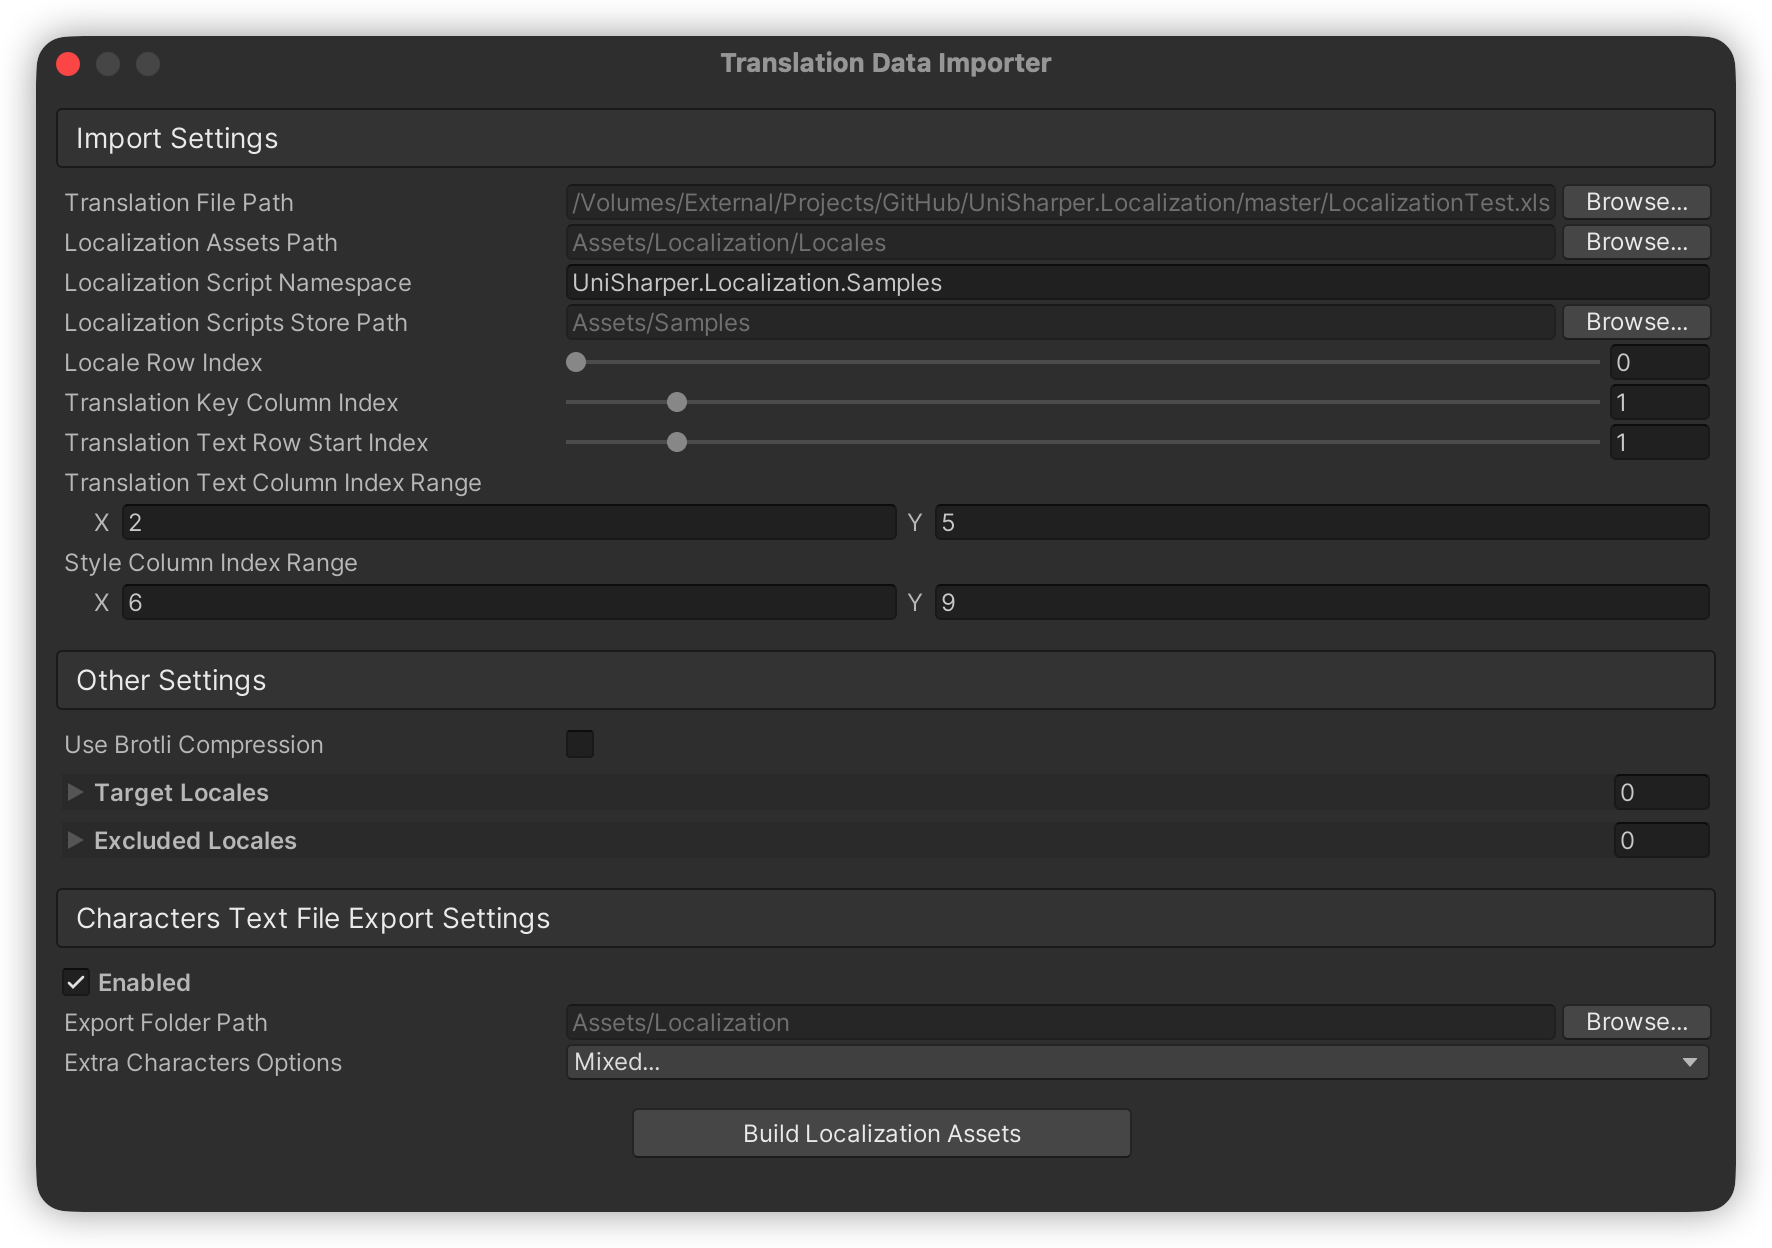 Translation Data Importer
Import Settings
Translation File Path /Volumes/External/Projects/GitHub/UniSharper.Localization/master/LocalizationTest.xls Browse...
Localization Assets Path Assets/Localization/Locales Browse...
Localization Script Namespace UniSharper.Localization.Samples
Localization Scripts Store Path Assets/Samples Browse...
Locale Row Index 0
Translation Key Column Index 1
Translation Text Row Start Index 1
Translation Text Column Index Range
X 2 Y 5
Style Column Index Range
X 6 Y 9
Other Settings
Use Brotli Compression
Target Locales 0
Excluded Locales 0
Characters Text File Export Settings
Enabled
Export Folder Path Assets/Localization Browse...
Extra Characters Options Mixed...
Build Localization Assets